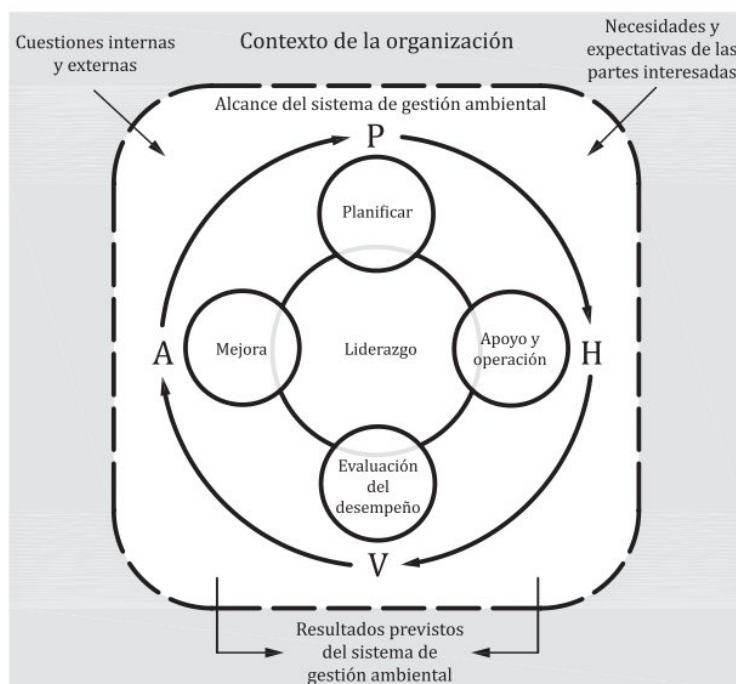 Cuestiones internas
y externas
Contexto de la organización
Necesidades y
expectativas de las
partes interesadas
Alcance del sistema de gestión ambiental
P
Planificar
A
Mejora
Liderazgo
Apoyo y
operación
H
Evaluación
del
desempeño
V
Resultados previstos
del sistema de
gestión ambiental